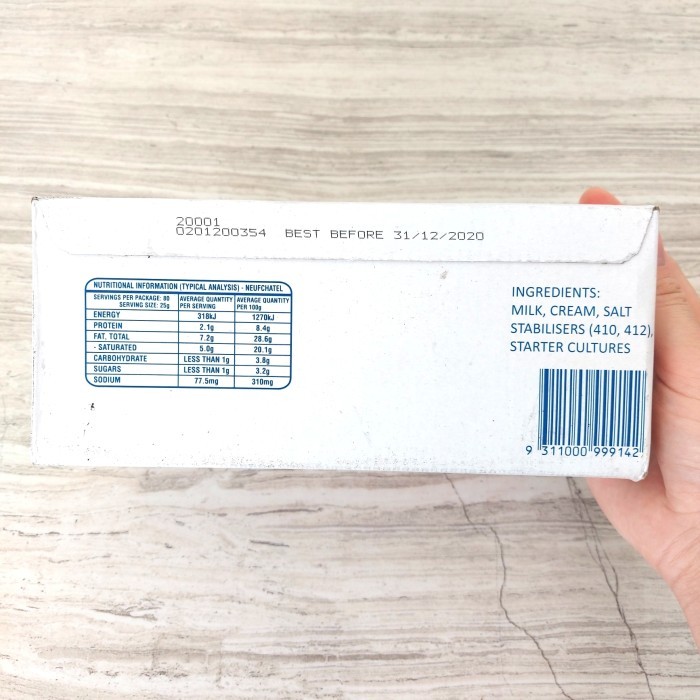 20001
0201200354 BEST BEFORE 31/12/2020
NUTRITIONAL INFORMATION (TYPICAL ANALYSIS) - NEUFCHATEL
SERVINGS PER PACKAGE: 80
SERVING SIZE: 25g
AVERAGE QUANTITY PER SERVING
AVERAGE QUANTITY PER 100g
ENERGY 318kJ 1270kJ
PROTEIN 2.1g 8.4g
FAT, TOTAL 7.2g 28.6g
- SATURATED 5.0g 20.1g
CARBOHYDRATE LESS THAN 1g 3.8g
SUGARS LESS THAN 1g 3.2g
SODIUM 77.5mg 310mg
INGREDIENTS:
MILK, CREAM, SALT
STABILISERS (410, 412),
STARTER CULTURES
9 311000 999142